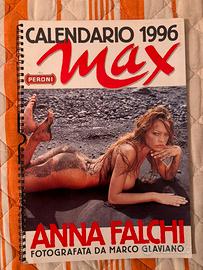 CALENDARIO 1996
PERONI
max
ANNA FALCHI
FOTOGRAFATA DA MARCO GLAVIANO